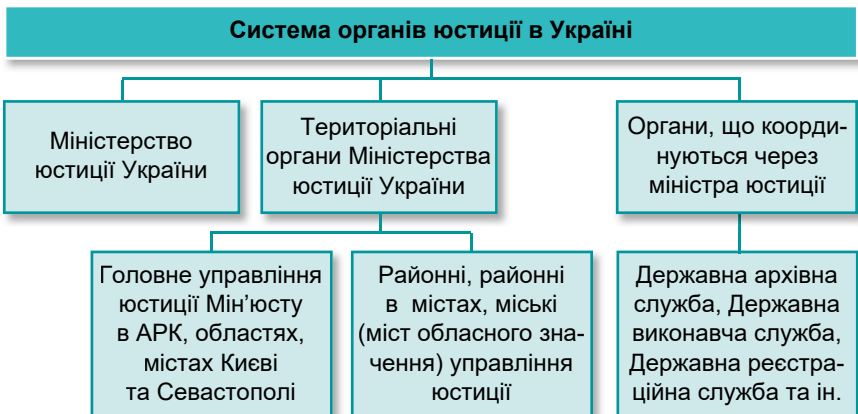 Система органів юстиції в Україні
Міністерство
юстиції України
Територіальні
органи Міністерства
юстиції України
Органи, що коорди-
нуються через
міністра юстиції
Головне управління
юстиції Мін’юсту
в АРК, областях,
містах Києві
та Севастополі
Районні, районні
в містах, міські
(міст обласного зна-
чення) управління
юстиції
Державна архівна
служба, Державна
виконавча служба,
Державна реєстра-
ційна служба та ін.